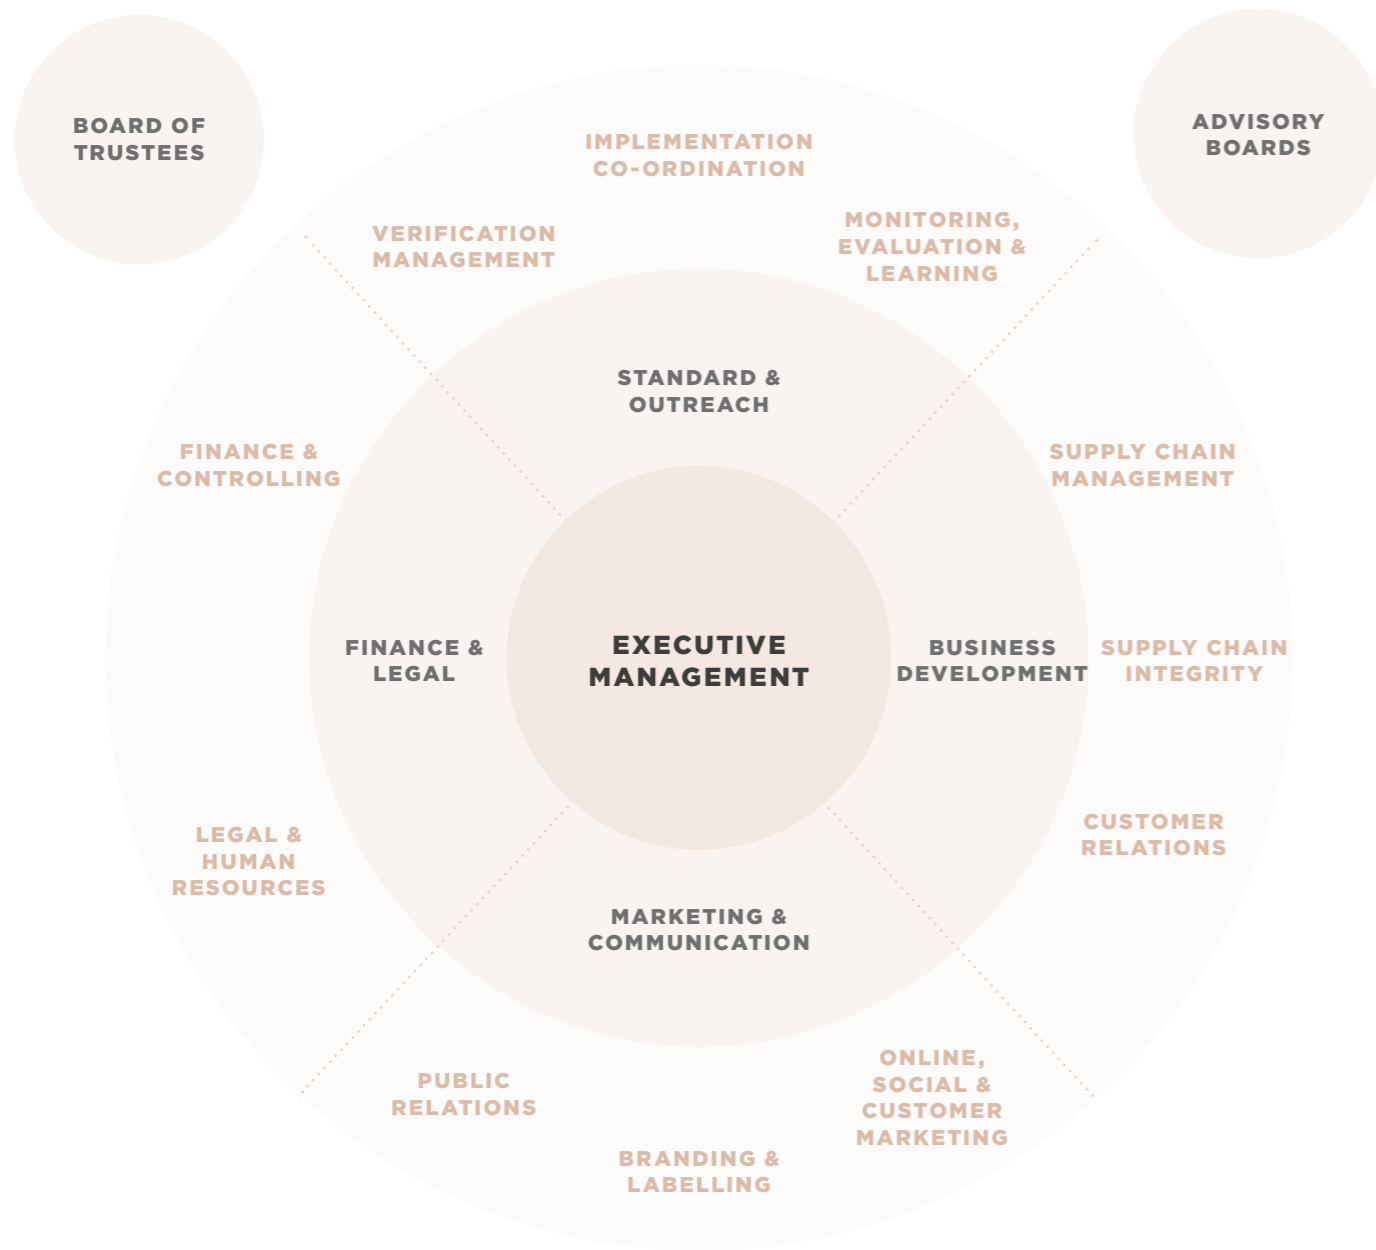 BOARD OF
TRUSTEES
ADVISORY
BOARDS
IMPLEMENTATION
CO-ORDINATION
VERIFICATION
MANAGEMENT
MONITORING,
EVALUATION &
LEARNING
STANDARD &
OUTREACH
FINANCE &
CONTROLLING
SUPPLY CHAIN
MANAGEMENT
FINANCE &
LEGAL
EXECUTIVE
MANAGEMENT
BUSINESS
DEVELOPMENT
SUPPLY CHAIN
INTEGRITY
LEGAL &
HUMAN
RESOURCES
CUSTOMER
RELATIONS
MARKETING &
COMMUNICATION
PUBLIC
RELATIONS
ONLINE,
SOCIAL &
CUSTOMER
MARKETING
BRANDING &
LABELLING